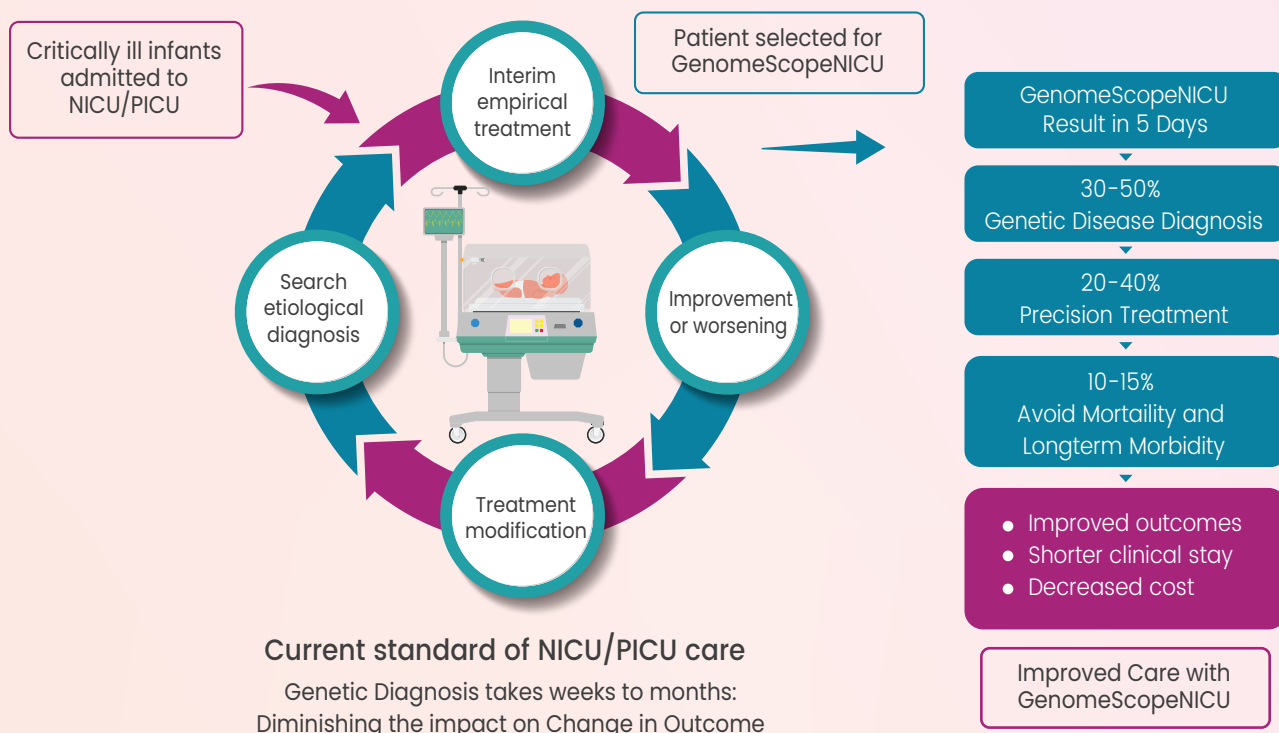 Critically ill infants
admitted to
NICU/PICU
Interim
empirical
treatment
Patient selected for
GenomeScopeNICU
Improvement
or worsening
Treatment
modification
Search
etiological
diagnosis
Current standard of NICU/PICU care
Genetic Diagnosis takes weeks to months:
Diminishing the impact on Change in Outcome
GenomeScopeNICU
Result in 5 Days
30-50%
Genetic Disease Diagnosis
20-40%
Precision Treatment
10-15%
Avoid Mortaility and
Longterm Morbidity
● Improved outcomes
● Shorter clinical stay
● Decreased cost
Improved Care with
GenomeScopeNICU